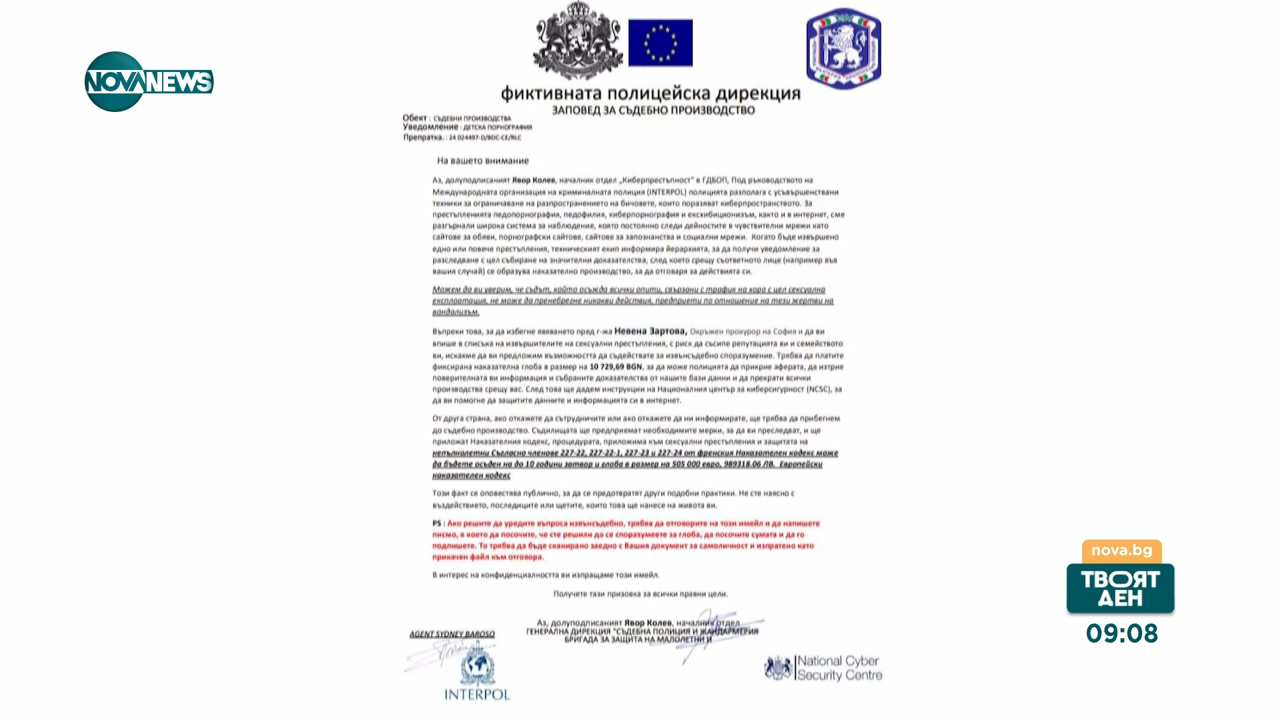 NOVANEWS
фиктивната полицейска дирекция
ЗАПОВЕД ЗА СЪДЕБНО ПРОИЗВОДСТВО
Обект : СЪДЕБНИ ПРОИЗВОДСТВА
Уведомление : ДЕТСКА ПОРНОГРАФИЯ
Препратка. : 24 024497-D/BDC-CE/RLC
На вашето внимание
Аз, долуподписаният Явор Колев, началник отдел „Киберпрестъпност" в ГДБОП, Под ръководството на
Международната организация на криминалната полиция (INTERPOL) полицията разполага с усъвършенствани
техники за ограничаване на разпространението на бичовете, които поразяват киберпространството. За
престъпленията педопорнография, педофилия, киберпорнография и ексхибиционизъм, както и в интернет, сме
разгърнали широка система за наблюдение, която постоянно следи дейностите в чувствителни мрежи като
сайтове за обяви, порнографски сайтове, сайтове за запознанства и социални мрежи. Когато бъде извършено
едно или повече престъпления, техническият екип информира йерархията, за да получи уведомление за
разследване с цел събиране на значителни доказателства, след което срещу съответното лице (например във
вашия случай) се образува наказателно производство, за да отговаря за действията си.
Можем да ви уверим, че съдът, който осъжда всички опити, свързани с трафик на хора с цел сексуална
експлоатация, не може да пренебрегне никакви действия, предприети по отношение на тези жертви на
вандализъм.
Въпреки това, за да избегне явяването пред г-жа Невена Зартова, Окръжен прокурор на София и да ви
впише в списъка на извършителите на сексуални престъпления, с риск да съсипе репутацията ви и семейството
ви, искахме да ви предложим възможността да съдействате за извънсъдебно споразумение. Трябва да платите
фиксирана наказателна глоба в размер на 10 729,69 BGN, за да може полицията да прикрие аферата, да изтрие
поверителната ви информация и събраните доказателства от нашите бази данни и да прекрати всички
производства срещу вас. След това ще дадем инструкции на Националния център за киберсигурност (NCSC), за
да ви помогне да защитите данните и информацията си в интернет.
От друга страна, ако откажете да сътрудничите или ако откажете да ни информирате, ще трябва да прибегнем
до съдебно производство. Съдилищата ще предприемат необходимите мерки, за да ви преследват, и ще
приложат Наказателния кодекс, процедурата, приложима към сексуални престъпления и защитата на
непълнолетни Съгласно членове 227-22, 227-22-1, 227-23 и 227-24 от френския Наказателен кодекс може
да бъдете осъден на до 10 години затвор и глоба в размер на 505 000 евро, 989318.06 ЛВ. Европейски
наказателен кодекс
Този факт се оповестява публично, за да се предотвратят други подобни практики. Не сте наясно с
въздействието, последиците или щетите, които това ще нанесе на живота ви.
PS : Ако решите да уредите въпроса извънсъдебно, трябва да отговорите на този имейл и да напишете
писмо, в което да посочите, че сте решили да се споразумеете за глоба, да посочите сумата и да го
подпишете. То трябва да бъде сканирано заедно с Вашия документ за самоличност и изпратено като
прикачен файл към отговора.
В интерес на конфиденциалността ви изпращаме този имейл.
Получете тази призовка за всички правни цели.
Аз, долуподписаният Явор Колев, началник отдел
ГЕНЕРАЛНА ДИРЕКЦИЯ "СЪДЕБНА ПОЛИЦИЯ И ЖАНДАРМЕРИЯ
БРИГАДА ЗА ЗАЩИТА НА МАЛОЛЕТНИ И
AGENT SYDNEY BAROSO
INTERPOL
National Cyber
Security Centre
nova.bg
ТВОЯТ
ДЕН
09:08